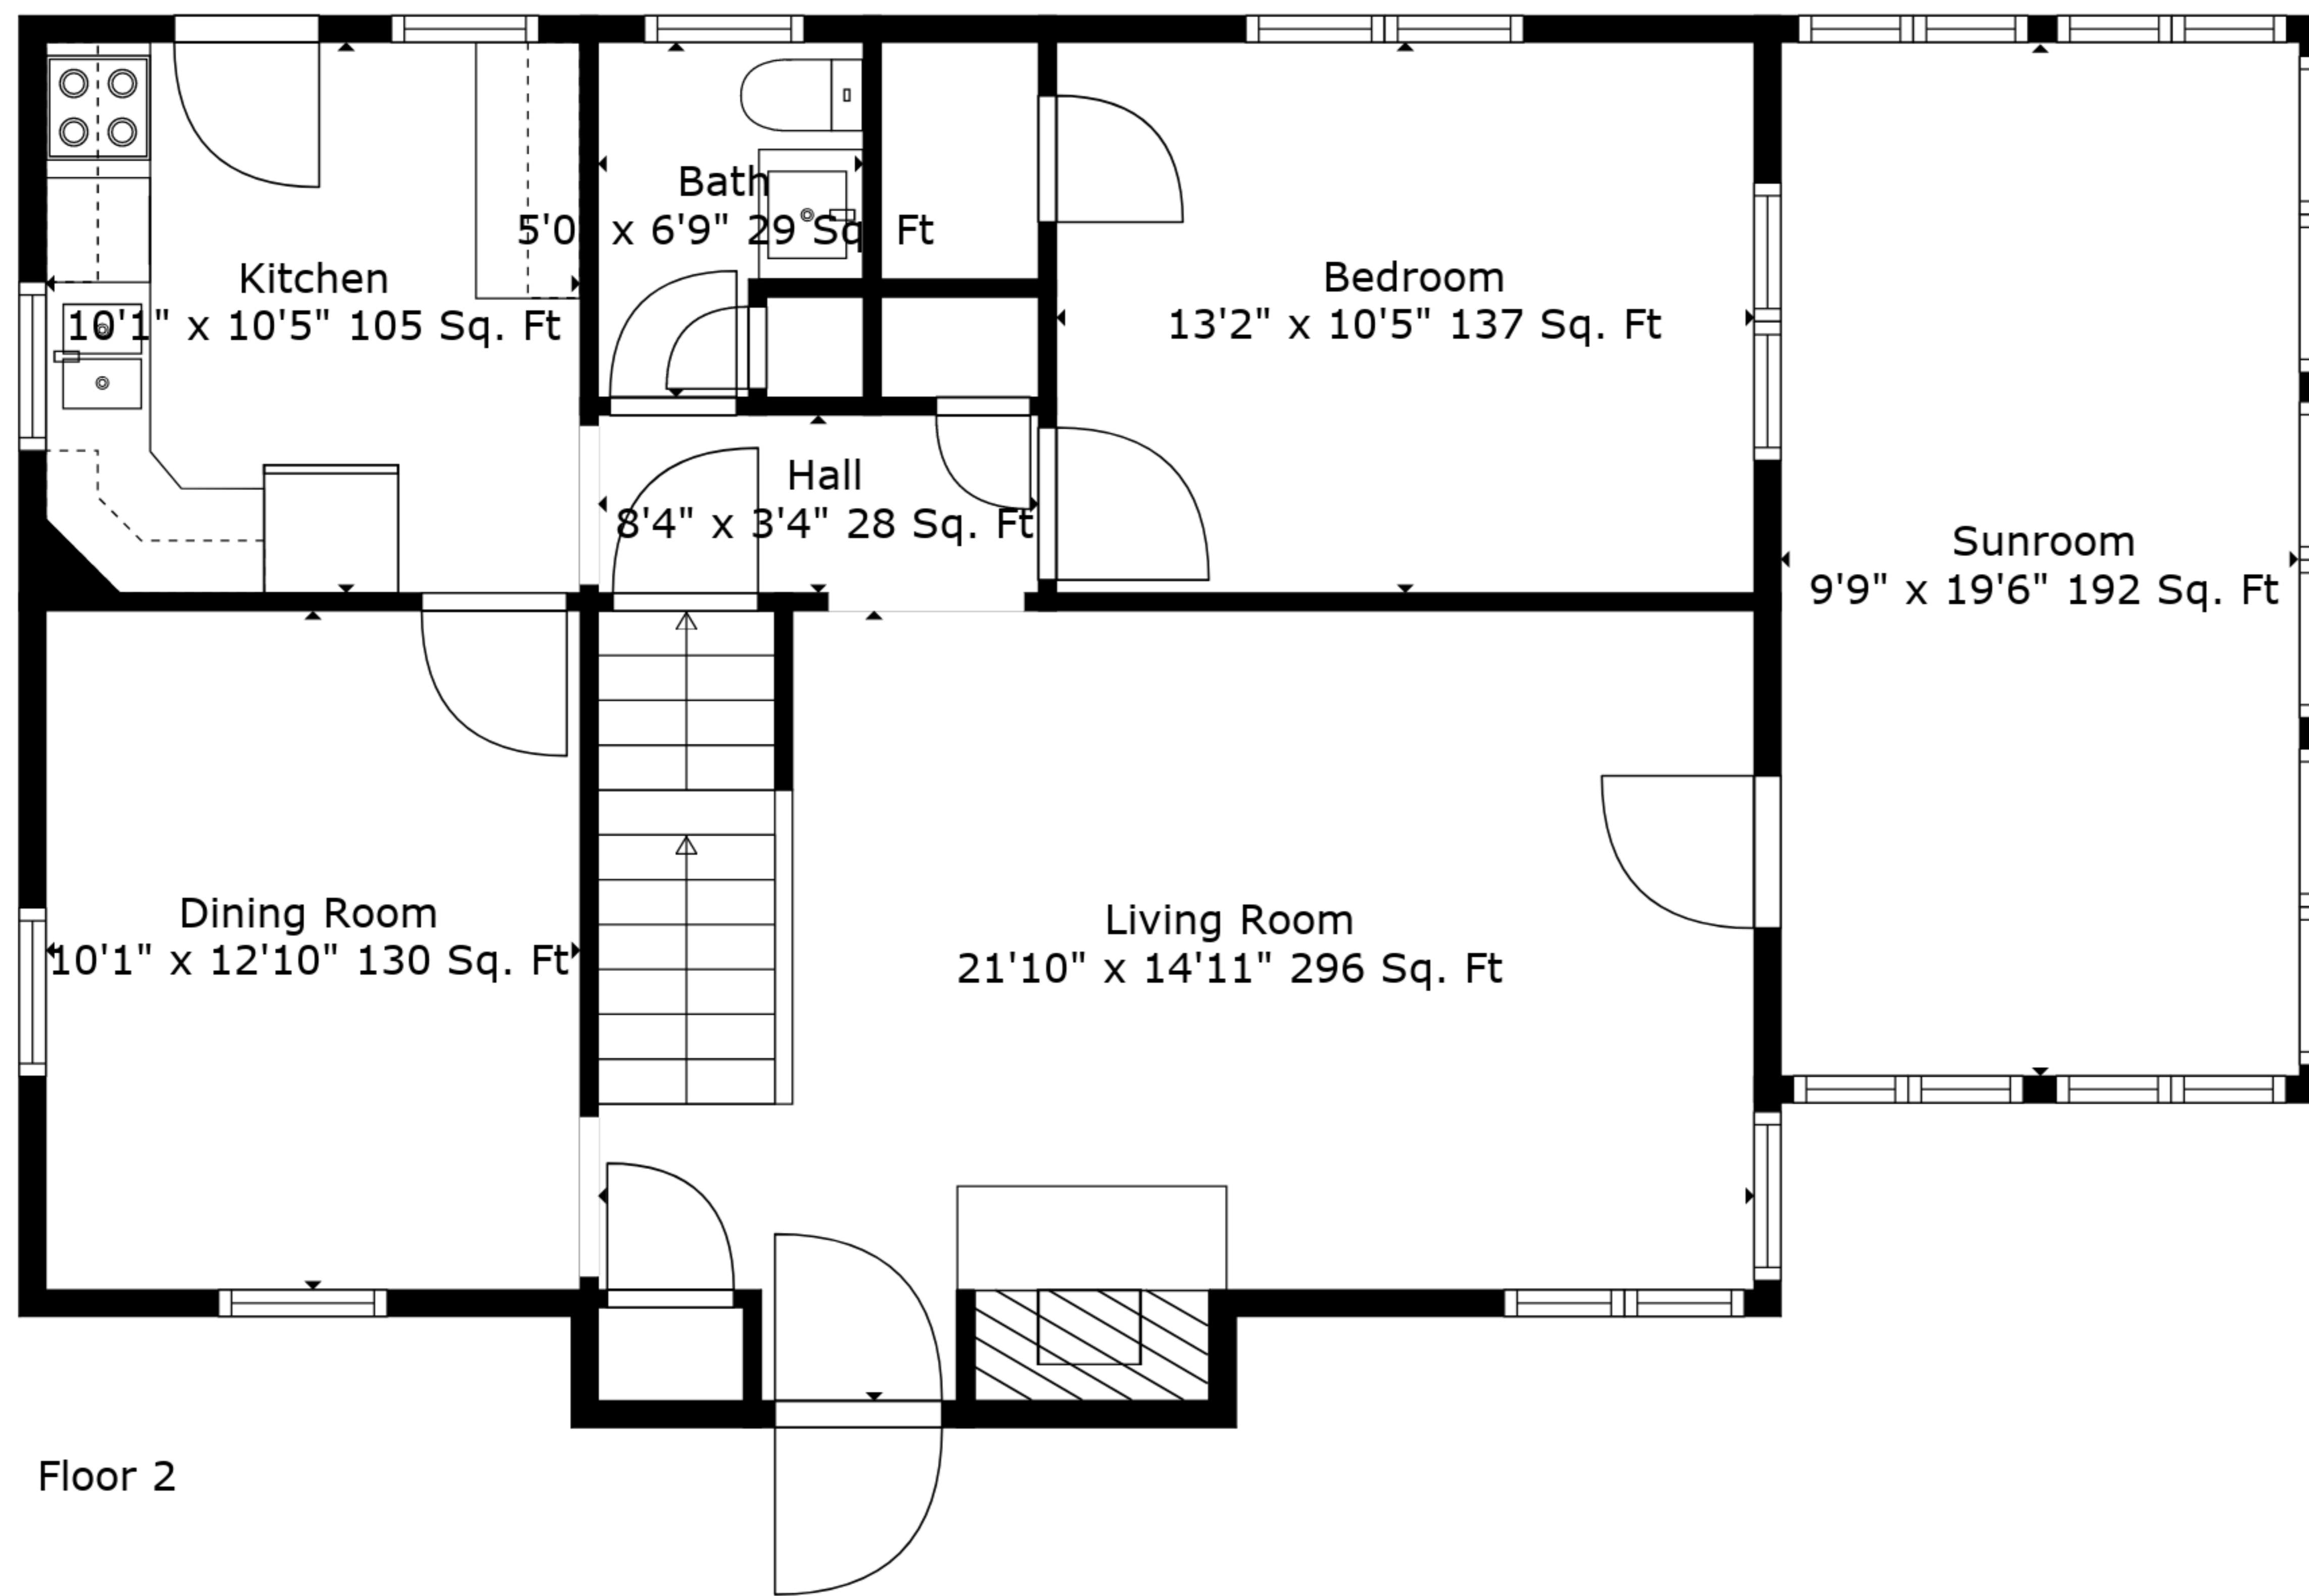 Bath
5'0" x 6'9" 29 Sq. Ft
Kitchen
10'1" x 10'5" 105 Sq. Ft
Bedroom
13'2" x 10'5" 137 Sq. Ft
Hall
8'4" x 3'4" 28 Sq. Ft
Sunroom
9'9" x 19'6" 192 Sq. Ft
Dining Room
10'1" x 12'10" 130 Sq. Ft
Living Room
21'10" x 14'11" 296 Sq. Ft
Floor 2